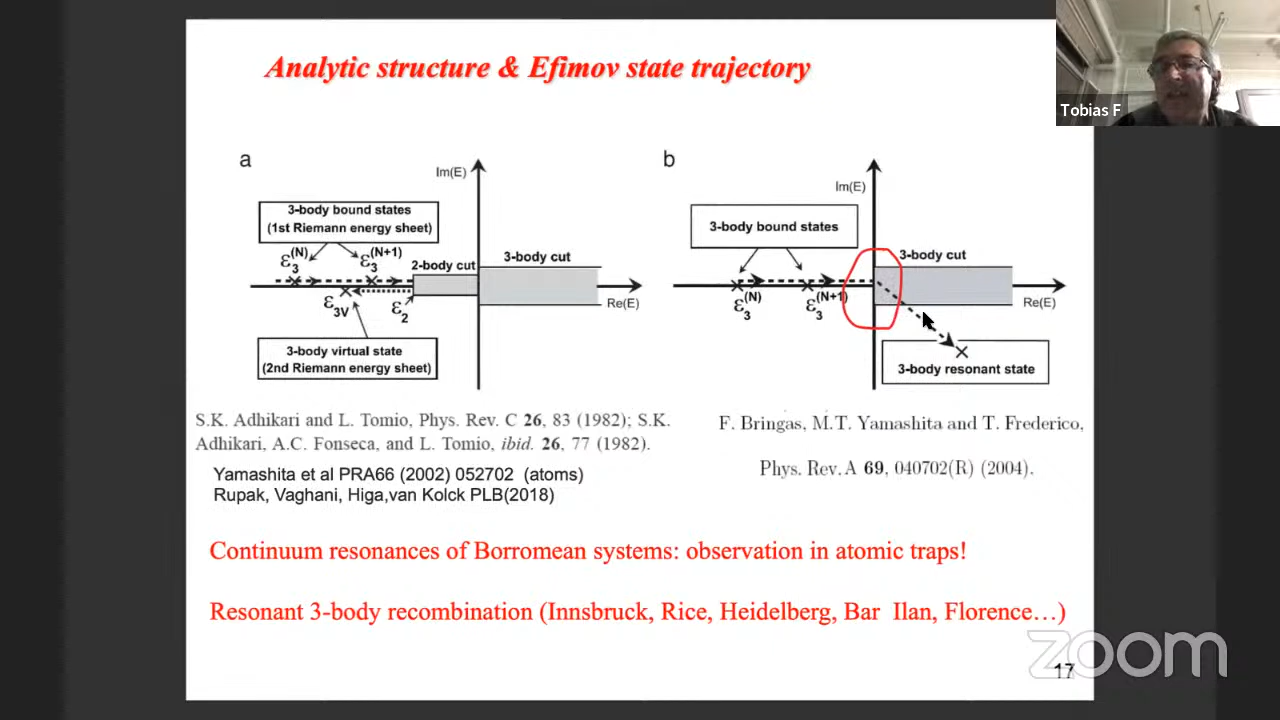 Analytic structure & Efimov state trajectory
Tobias F
a
Im(E)
3-body bound states
(1st Riemann energy sheet)
ε3(N)
ε3(N+1)
2-body cut
3-body cut
ε3V
ε2
Re(E)
3-body virtual state
(2nd Riemann energy sheet)
b
Im(E)
3-body bound states
3-body cut
ε3(N)
ε3(N+1)
Re(E)
3-body resonant state
S.K. Adhikari and L. Tomio, Phys. Rev. C 26, 83 (1982); S.K.
Adhikari, A.C. Fonseca, and L. Tomio, ibid. 26, 77 (1982).
Yamashita et al PRA66 (2002) 052702 (atoms)
Rupak, Vaghani, Higa,van Kolck PLB(2018)
F. Bringas, M.T. Yamashita and T. Frederico,
Phys. Rev. A 69, 040702(R) (2004).
Continuum resonances of Borromean systems: observation in atomic traps!
Resonant 3-body recombination (Innsbruck, Rice, Heidelberg, Bar Ilan, Florence…)
zoom
17